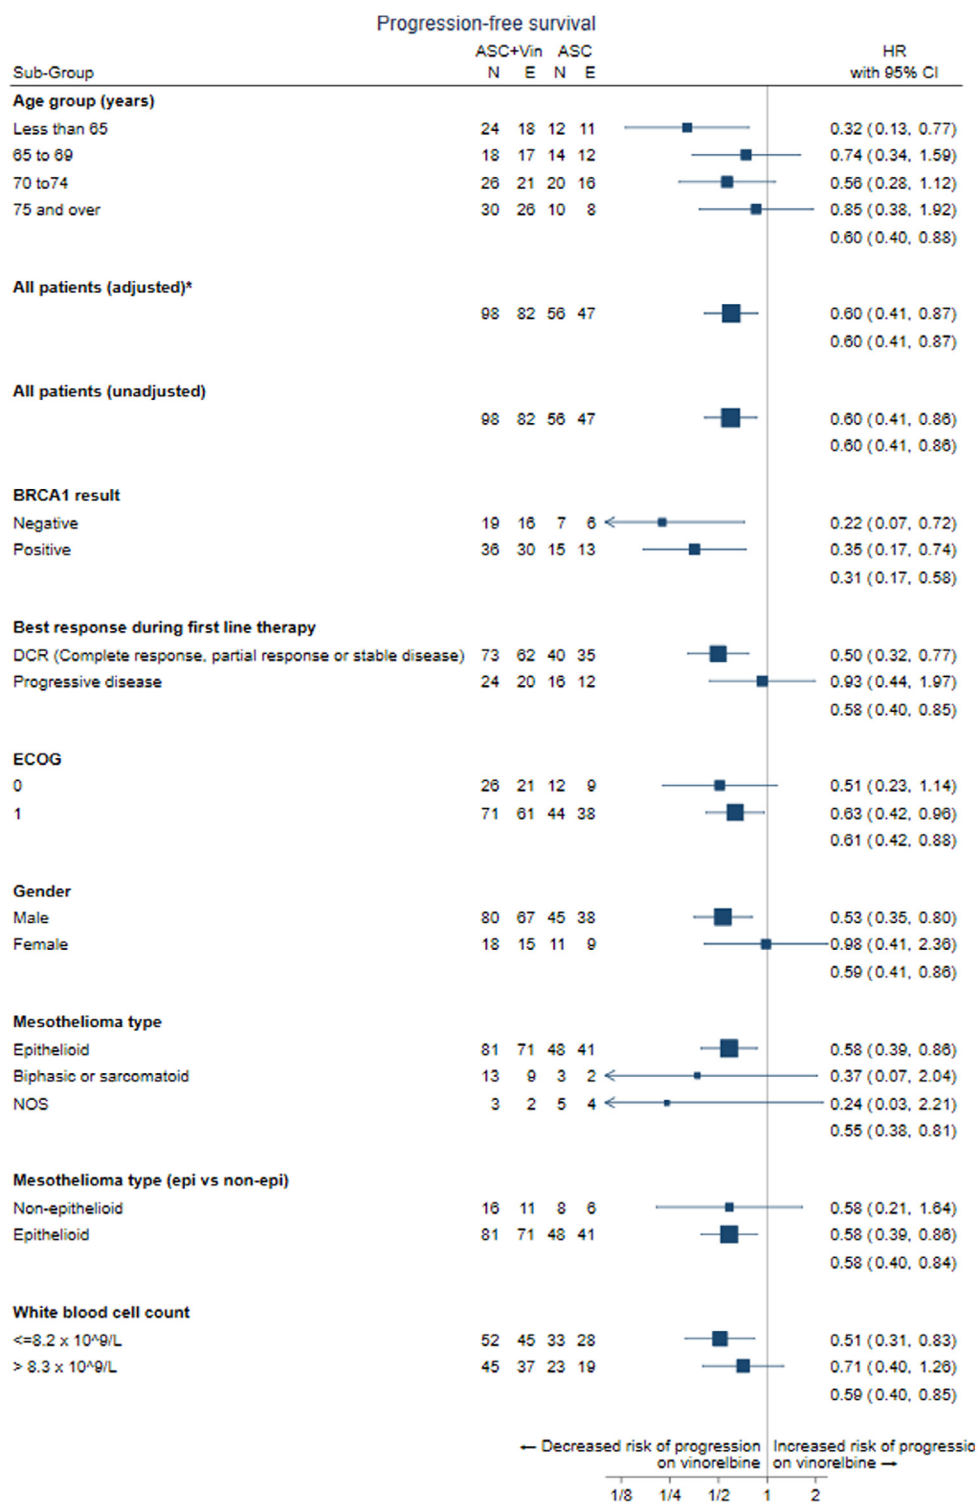 Progression-free survival
ASC+Vin ASC HR
Sub-Group N E N E with 95% CI
Age group (years)
Less than 65 24 18 12 11 0.32 (0.13, 0.77)
65 to 69 18 17 14 12 0.74 (0.34, 1.59)
70 to74 26 21 20 16 0.56 (0.28, 1.12)
75 and over 30 26 10 8 0.85 (0.38, 1.92)
0.60 (0.40, 0.88)
All patients (adjusted)*
98 82 56 47 0.60 (0.41, 0.87)
0.60 (0.41, 0.87)
All patients (unadjusted)
98 82 56 47 0.60 (0.41, 0.86)
0.60 (0.41, 0.86)
BRCA1 result
Negative 19 16 7 6 0.22 (0.07, 0.72)
Positive 36 30 15 13 0.35 (0.17, 0.74)
0.31 (0.17, 0.58)
Best response during first line therapy
DCR (Complete response, partial response or stable disease) 73 62 40 35 0.50 (0.32, 0.77)
Progressive disease 24 20 16 12 0.93 (0.44, 1.97)
0.58 (0.40, 0.85)
ECOG
0 26 21 12 9 0.51 (0.23, 1.14)
1 71 61 44 38 0.63 (0.42, 0.96)
0.61 (0.42, 0.88)
Gender
Male 80 67 45 38 0.53 (0.35, 0.80)
Female 18 15 11 9 0.98 (0.41, 2.36)
0.59 (0.41, 0.86)
Mesothelioma type
Epithelioid 81 71 48 41 0.58 (0.39, 0.86)
Biphasic or sarcomatoid 13 9 3 2 0.37 (0.07, 2.04)
NOS 3 2 5 4 0.24 (0.03, 2.21)
0.55 (0.38, 0.81)
Mesothelioma type (epi vs non-epi)
Non-epithelioid 16 11 8 6 0.58 (0.21, 1.64)
Epithelioid 81 71 48 41 0.58 (0.39, 0.86)
0.58 (0.40, 0.84)
White blood cell count
<=8.2 x 10^9/L 52 45 33 28 0.51 (0.31, 0.83)
> 8.3 x 10^9/L 45 37 23 19 0.71 (0.40, 1.26)
0.59 (0.40, 0.85)
← Decreased risk of progression Increased risk of progressio
on vinorelbine on vinorelbine →
1/8 1/4 1/2 1 2